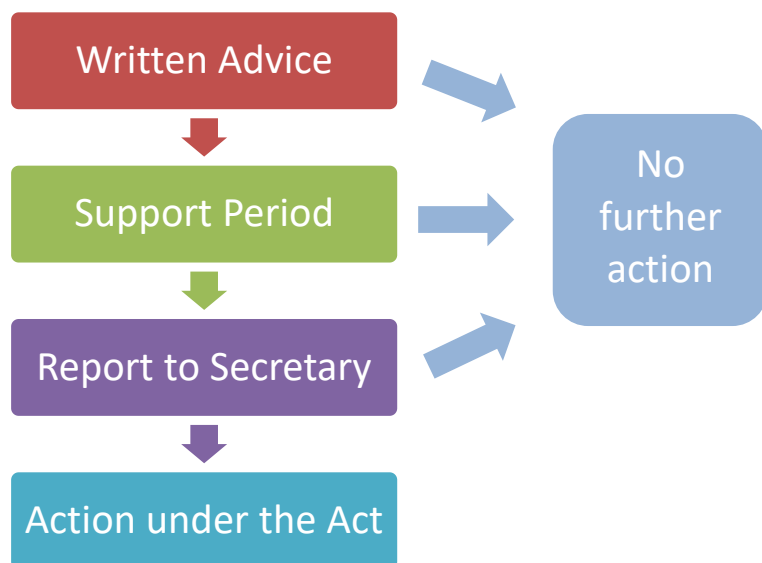 Written Advice
Support Period
Report to Secretary
Action under the Act
No
further
action